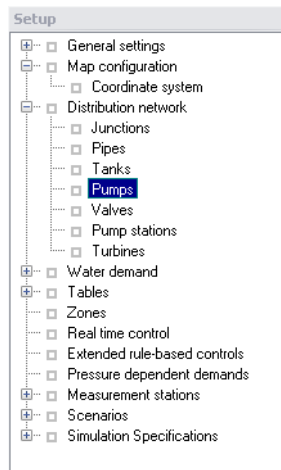 Setup
General settings
Map configuration
Coordinate system
Distribution network
Junctions
Pipes
Tanks
Pumps
Valves
Pump stations
Turbines
Water demand
Tables
Zones
Real time control
Extended rule-based controls
Pressure dependent demands
Measurement stations
Scenarios
Simulation Specifications